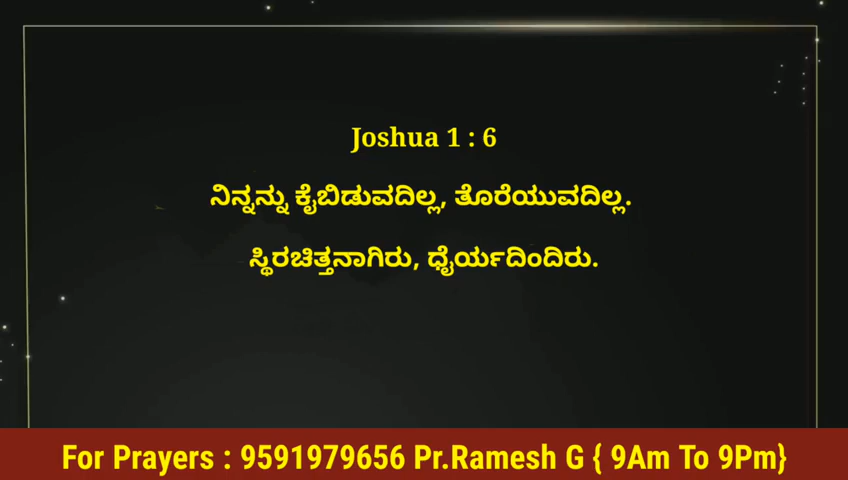 Joshua 1 : 6
ನಿನ್ನನ್ನು ಕೈಬಿಡುವದಿಲ್ಲ, ತೊರೆಯುವದಿಲ್ಲ.
ಸ್ಥಿರಚಿತ್ತನಾಗಿರು, ಧೈರ್ಯದಿಂದಿರು.
For Prayers : 9591979656 Pr.Ramesh G { 9Am To 9Pm}